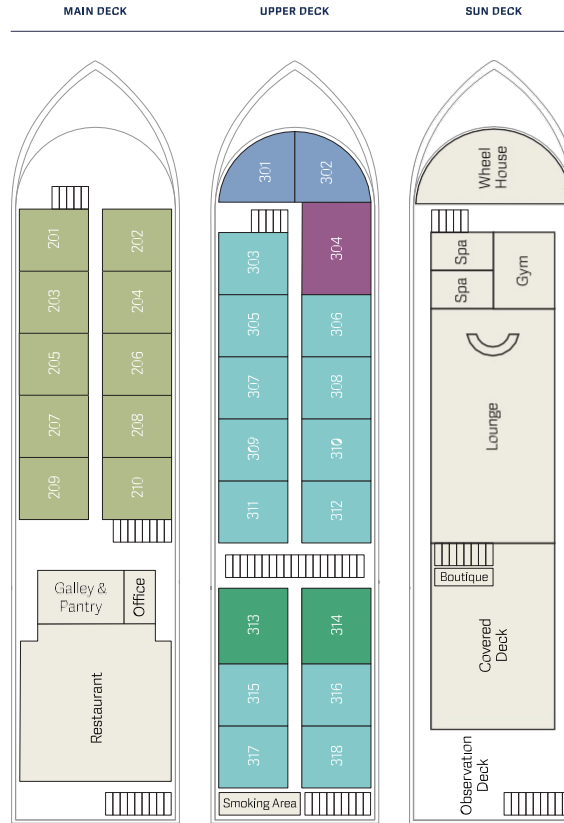 MAIN DECK
UPPER DECK
SUN DECK
201
202
203
204
205
206
207
208
209
210
Galley &
Pantry
Office
Restaurant
301
302
303
304
305
306
307
308
309
310
311
312
313
314
315
316
317
318
Smoking Area
Wheel
House
Spa
Spa
Gym
Lounge
Boutique
Covered
Deck
Observation
Deck